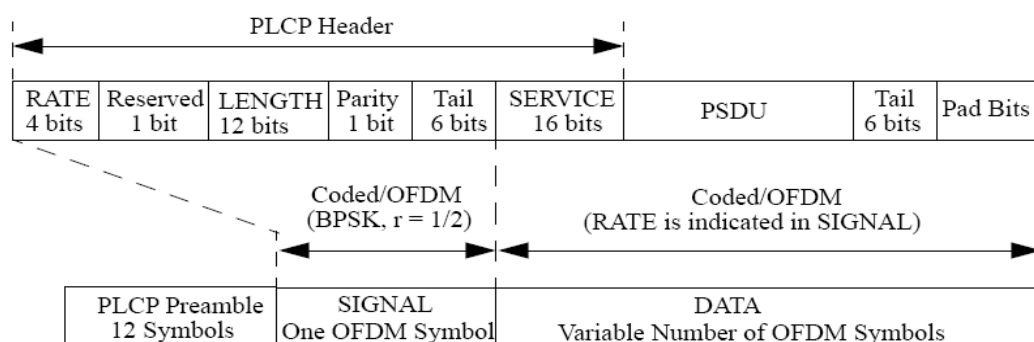 PLCP Header
RATE Reserved LENGTH Parity Tail SERVICE PSDU Tail Pad Bits
4 bits 1 bit 12 bits 1 bit 6 bits 16 bits 6 bits
Coded/OFDM Coded/OFDM
(BPSK, r = 1/2) (RATE is indicated in SIGNAL)
PLCP Preamble SIGNAL DATA
12 Symbols One OFDM Symbol Variable Number of OFDM Symbols